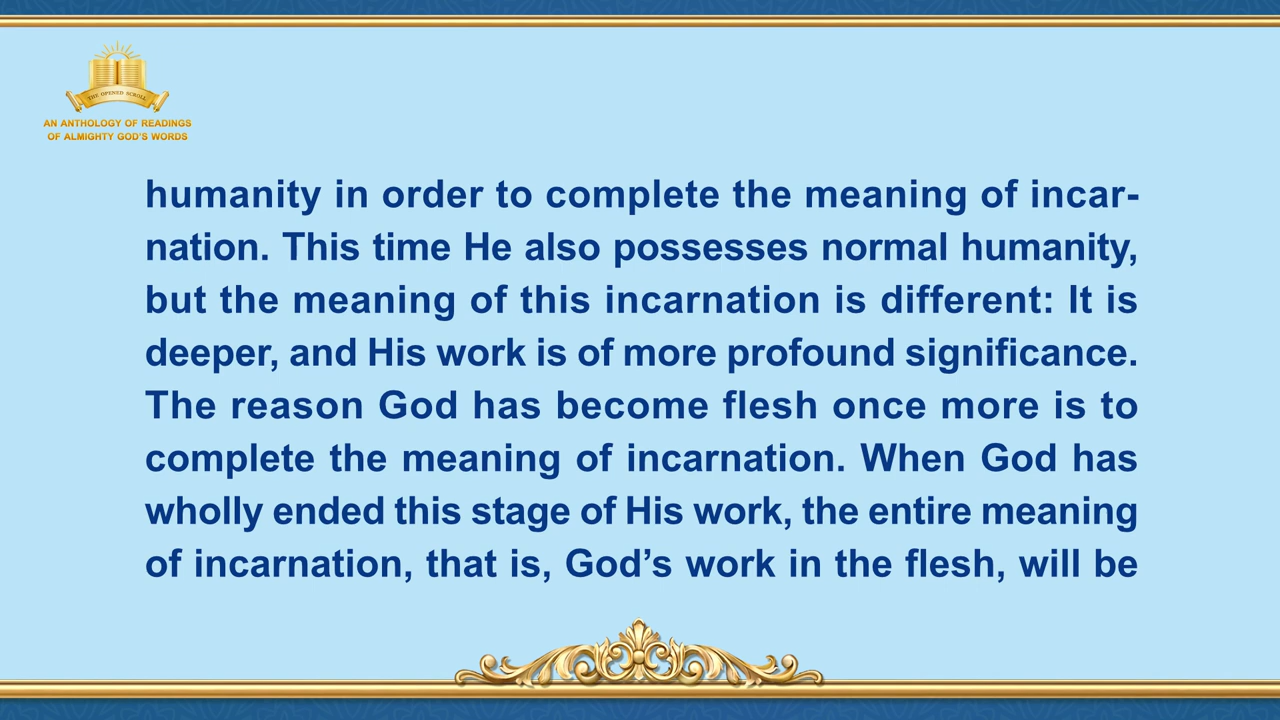 THE OPENED SCROLL
AN ANTHOLOGY OF READINGS
OF ALMIGHTY GOD'S WORDS
humanity in order to complete the meaning of incar-
nation. This time He also possesses normal humanity,
but the meaning of this incarnation is different: It is
deeper, and His work is of more profound significance.
The reason God has become flesh once more is to
complete the meaning of incarnation. When God has
wholly ended this stage of His work, the entire meaning
of incarnation, that is, God’s work in the flesh, will be